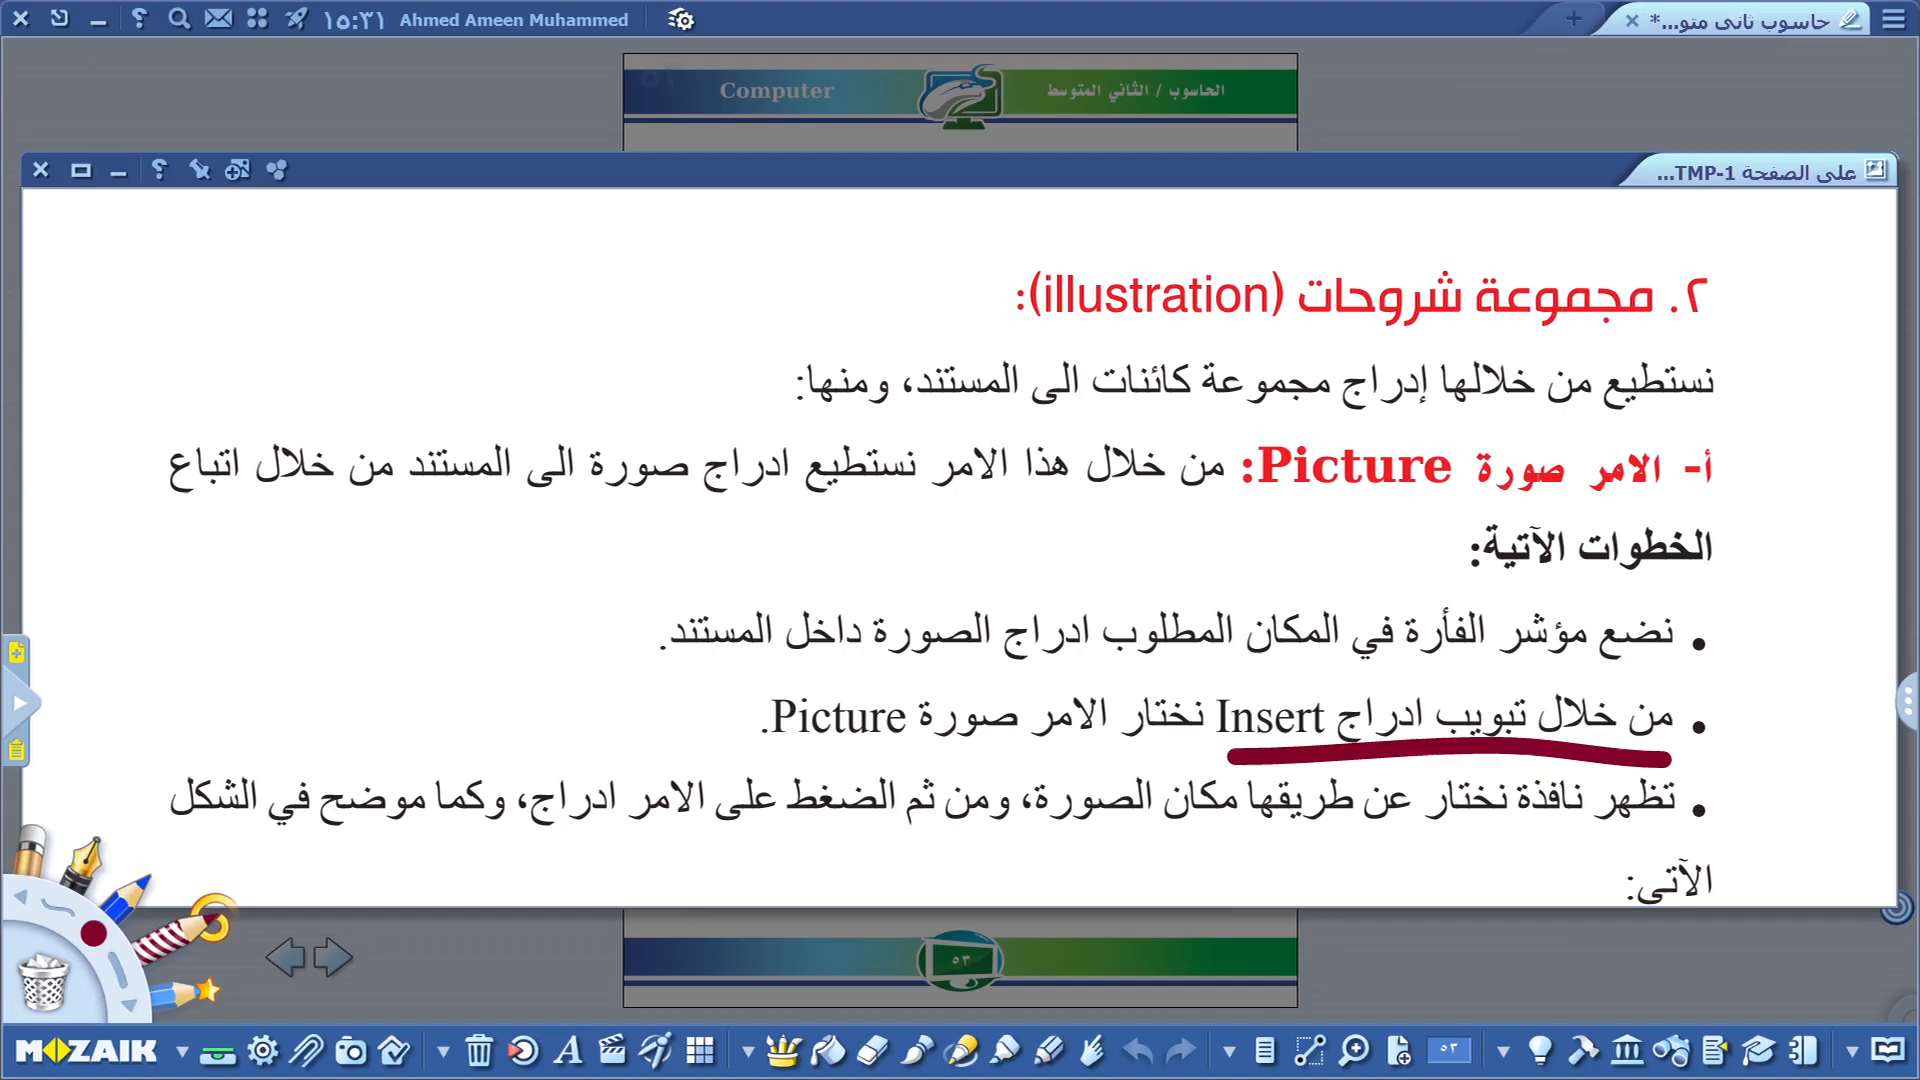 ١٥:٣١ Ahmed Ameen Muhammed
حاسوب ثانى متو...*
Computer
الحاسوب / الثاني المتوسط
على الصفحة TMP-1...
٢. مجموعة شروحات (illustration):
نستطيع من خلالها إدراج مجموعة كائنات الى المستند، ومنها:
أ- الامر صورة Picture: من خلال هذا الامر نستطيع ادراج صورة الى المستند من خلال اتباع
الخطوات الآتية:
• نضع مؤشر الفأرة في المكان المطلوب ادراج الصورة داخل المستند.
• من خلال تبويب ادراج Insert نختار الامر صورة Picture.
• تظهر نافذة نختار عن طريقها مكان الصورة، ومن ثم الضغط على الامر ادراج، وكما موضح في الشكل
الآتي:
٥٣
MOZAIK
٥٣